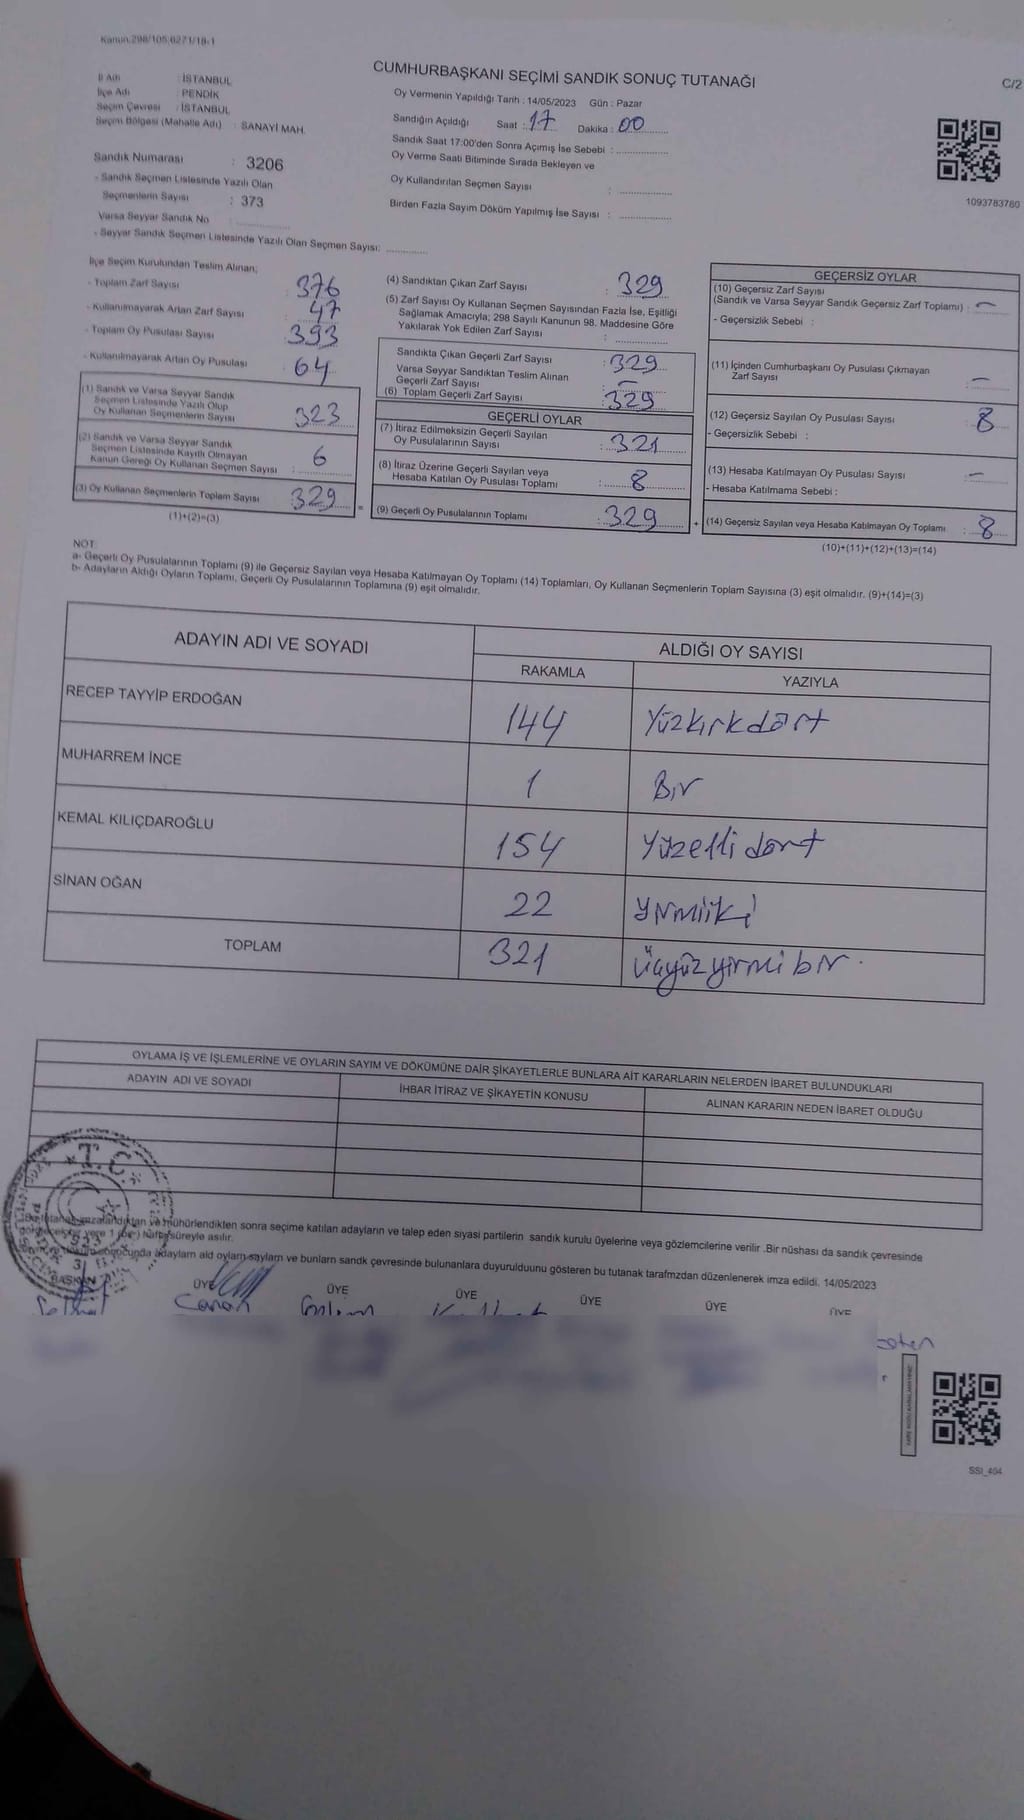 Kanun:298/105;6271/18-1
CUMHURBAŞKANI SEÇİMİ SANDIK SONUÇ TUTANAĞI
C/2
İl Adı : İSTANBUL
İlçe Adı : PENDİK
Seçim Çevresi : İSTANBUL
Seçim Bölgesi (Mahalle Adı) : SANAYİ MAH.
Sandık Numarası : 3206
- Sandık Seçmen Listesinde Yazılı Olan
Seçmenlerin Sayısı : 373
Varsa Seyyar Sandık No :
- Seyyar Sandık Seçmen Listesinde Yazılı Olan Seçmen Sayısı:
Oy Vermenin Yapıldığı Tarih : 14/05/2023 Gün : Pazar
Sandığın Açıldığı Saat : 17 Dakika : 00
Sandık Saat 17:00'den Sonra Açımış İse Sebebi :
Oy Verme Saati Bitiminde Sırada Bekleyen ve
Oy Kullandırılan Seçmen Sayısı :
Birden Fazla Sayım Döküm Yapılmış İse Sayısı :
1093783780
İlçe Seçim Kurulundan Teslim Alınan;
- Toplam Zarf Sayısı : 376
- Kullanılmayarak Artan Zarf Sayısı : 47
- Toplam Oy Pusulası Sayısı : 393
- Kullanılmayarak Artan Oy Pusulası : 64
(1) Sandık ve Varsa Seyyar Sandık
Seçmen Listesinde Yazılı Olup
Oy Kullanan Seçmenlerin Sayısı : 323
(2) Sandık ve Varsa Seyyar Sandık
Seçmen Listesinde Kayıtlı Olmayan
Kanun Gereği Oy Kullanan Seçmen Sayısı : 6
(3) Oy Kullanan Seçmenlerin Toplam Sayısı : 329
(1)+(2)=(3)
(4) Sandıktan Çıkan Zarf Sayısı : 329
(5) Zarf Sayısı Oy Kullanan Seçmen Sayısından Fazla İse, Eşitliği
Sağlamak Amacıyla; 298 Sayılı Kanunun 98. Maddesine Göre
Yakılarak Yok Edilen Zarf Sayısı :
Sandıkta Çıkan Geçerli Zarf Sayısı : 329
Varsa Seyyar Sandıktan Teslim Alınan
Geçerli Zarf Sayısı : –
(6) Toplam Geçerli Zarf Sayısı : 329
GEÇERLİ OYLAR
(7) İtiraz Edilmeksizin Geçerli Sayılan
Oy Pusulalarının Sayısı : 321
(8) İtiraz Üzerine Geçerli Sayılan veya
Hesaba Katılan Oy Pusulası Toplamı : 8
= (9) Geçerli Oy Pusulalarının Toplamı : 329
GEÇERSİZ OYLAR
(10) Geçersiz Zarf Sayısı
(Sandık ve Varsa Seyyar Sandık Geçersiz Zarf Toplamı) : –
- Geçersizlik Sebebi :
(11) İçinden Cumhurbaşkanı Oy Pusulası Çıkmayan
Zarf Sayısı : –
(12) Geçersiz Sayılan Oy Pusulası Sayısı : 8
- Geçersizlik Sebebi :
(13) Hesaba Katılmayan Oy Pusulası Sayısı : –
- Hesaba Katılmama Sebebi :
+ (14) Geçersiz Sayılan veya Hesaba Katılmayan Oy Toplamı : 8
(10)+(11)+(12)+(13)=(14)
NOT
a- Geçerli Oy Pusulalarının Toplamı (9) ile Geçersiz Sayılan veya Hesaba Katılmayan Oy Toplamı (14) Toplamları, Oy Kullanan Seçmenlerin Toplam Sayısına (3) eşit olmalıdır. (9)+(14)=(3)
b- Adayların Aldığı Oyların Toplamı, Geçerli Oy Pusulalarının Toplamına (9) eşit olmalıdır.
ADAYIN ADI VE SOYADI
ALDIĞI OY SAYISI
RAKAMLA YAZIYLA
RECEP TAYYİP ERDOĞAN 144 Yüzkırkdört
MUHARREM İNCE 1 Bir
KEMAL KILIÇDAROĞLU 154 Yüzelli dört
SİNAN OĞAN 22 yirmiiki
TOPLAM 321 Üçyüz yirmi bir.
OYLAMA İŞ VE İŞLEMLERİNE VE OYLARIN SAYIM VE DÖKÜMÜNE DAİR ŞİKAYETLERLE BUNLARA AİT KARARLARIN NELERDEN İBARET BULUNDUKLARI
ADAYIN ADI VE SOYADI
İHBAR İTİRAZ VE ŞİKAYETİN KONUSU
ALINAN KARARIN NEDEN İBARET OLDUĞU
T.C.
ve mühürlendikten sonra seçime katılan adayların ve talep eden siyasi partilerin sandık kurulu üyelerine veya gözlemcilerine verilir .Bir nüshası da sandık çevresinde
hafta süreyle asılır.
adayların ald oylarn sayların ve bunların sandk çevresinde bulunanlara duyurulduunu gösteren bu tutanak tarafmzdan düzenlenerek imza edildi. 14/05/2023
BAŞKAN ÜYE ÜYE ÜYE ÜYE ÜYE ÜYE
Canan
SSI_404